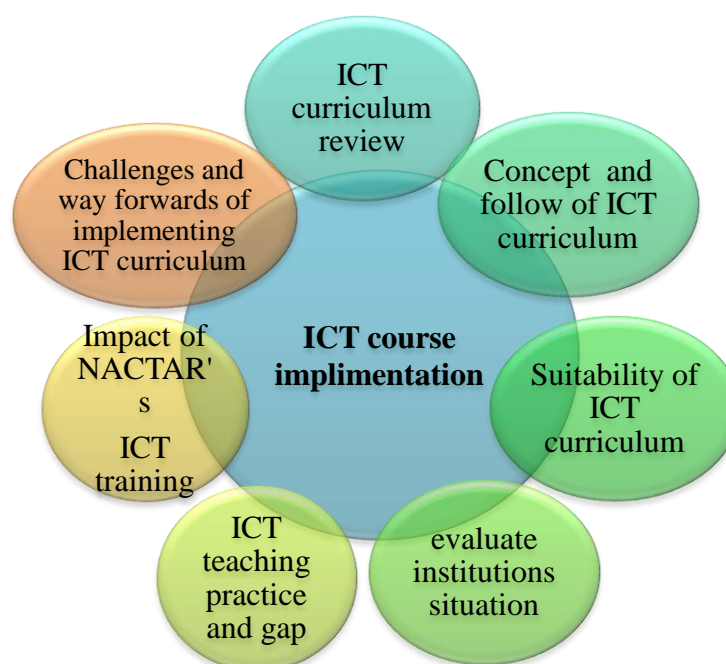 ICT
curriculum
review
Concept and
follow of ICT
curriculum
Suitability of
ICT
curriculum
evaluate
institutions
situation
ICT
teaching
practice
and gap
Impact of
NACTAR'
s
ICT
training
Challenges and
way forwards of
implementing
ICT curriculum
ICT course
implimentation